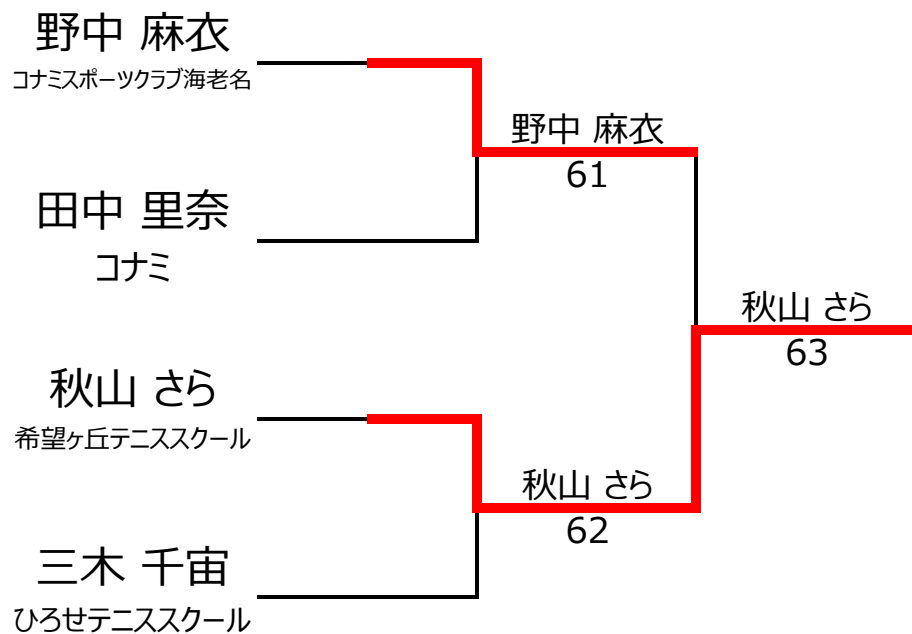 野中 麻衣
コナミスポーツクラブ海老名
田中 里奈
コナミ
秋山 さら
希望ヶ丘テニススクール
三木 千宙
ひろせテニススクール
野中 麻衣
61
秋山 さら
62
秋山 さら
63